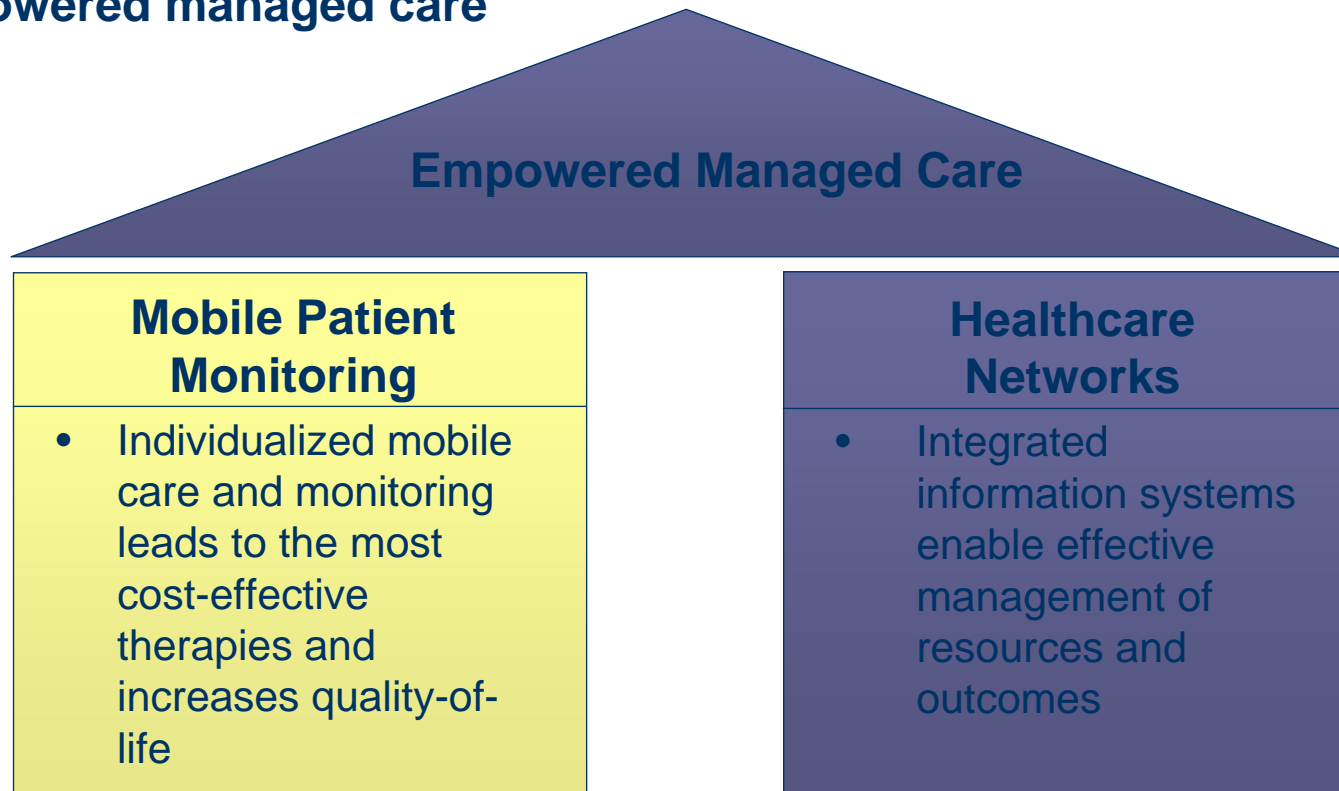 owered managed care
Empowered Managed Care
Mobile Patient
Monitoring
• Individualized mobile
care and monitoring
leads to the most
cost-effective
therapies and
increases quality-of-
life
Healthcare
Networks
• Integrated
information systems
enable effective
management of
resources and
outcomes